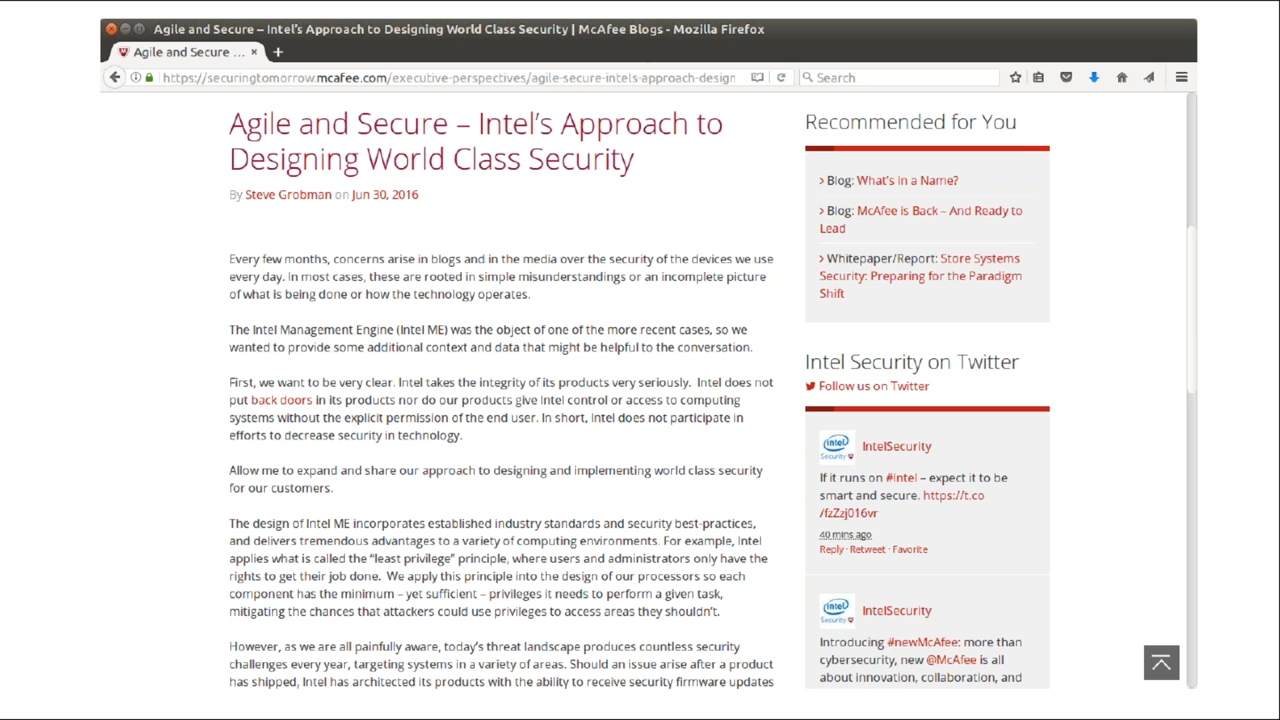 Agile and Secure – Intel's Approach to Designing World Class Security | McAfee Blogs - Mozilla Firefox
Agile and Secure ...
https://securingtomorrow.mcafee.com/executive-perspectives/agile-secure-intels-approach-design
Search
Agile and Secure – Intel's Approach to
Designing World Class Security
By Steve Grobman on Jun 30, 2016
Every few months, concerns arise in blogs and in the media over the security of the devices we use
every day. In most cases, these are rooted in simple misunderstandings or an incomplete picture
of what is being done or how the technology operates.
The Intel Management Engine (Intel ME) was the object of one of the more recent cases, so we
wanted to provide some additional context and data that might be helpful to the conversation.
First, we want to be very clear. Intel takes the integrity of its products very seriously.  Intel does not
put back doors in its products nor do our products give Intel control or access to computing
systems without the explicit permission of the end user. In short, Intel does not participate in
efforts to decrease security in technology.
Allow me to expand and share our approach to designing and implementing world class security
for our customers.
The design of Intel ME incorporates established industry standards and security best-practices,
and delivers tremendous advantages to a variety of computing environments. For example, Intel
applies what is called the “least privilege” principle, where users and administrators only have the
rights to get their job done.  We apply this principle into the design of our processors so each
component has the minimum – yet sufficient – privileges it needs to perform a given task,
mitigating the chances that attackers could use privileges to access areas they shouldn't.
However, as we are all painfully aware, today's threat landscape produces countless security
challenges every year, targeting systems in a variety of areas. Should an issue arise after a product
has shipped, Intel has architected its products with the ability to receive security firmware updates
Recommended for You
Blog: What's In a Name?
Blog: McAfee is Back – And Ready to
Lead
Whitepaper/Report: Store Systems
Security: Preparing for the Paradigm
Shift
Intel Security on Twitter
Follow us on Twitter
intel
Security
IntelSecurity
If it runs on #Intel – expect it to be
smart and secure. https://t.co
/fzZzj016vr
40 mins ago
Reply · Retweet · Favorite
intel
Security
IntelSecurity
Introducing #newMcAfee: more than
cybersecurity, new @McAfee is all
about innovation, collaboration, and